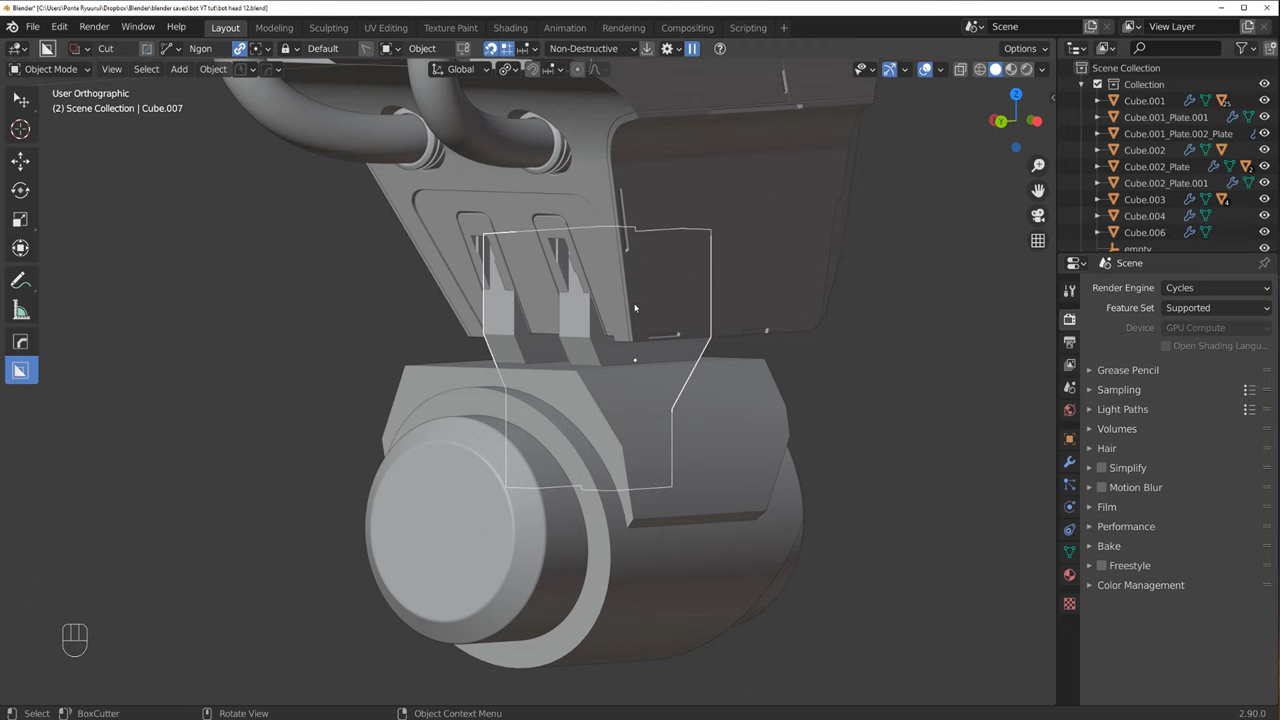 Blender* [C:\Users\Ponte Ryuurui\Dropbox\Blender\blender saves\bot YT tut\bot head 12.blend]
File Edit Render Window Help Layout Modeling Sculpting UV Editing Texture Paint Shading Animation Rendering Compositing Scripting + Scene View Layer
Cut Ngon Default Object Non-Destructive Options
Object Mode View Select Add Object Global
User Orthographic
(2) Scene Collection | Cube.007
Z
Y
Scene Collection
Collection
Cube.001 25
Cube.001_Plate.001
Cube.001_Plate.002_Plate
Cube.002
Cube.002_Plate 2
Cube.002_Plate.001
Cube.003 4
Cube.004
Cube.006
empty
Scene
Render Engine Cycles
Feature Set Supported
Device GPU Compute
Open Shading Langu...
Grease Pencil
Sampling
Light Paths
Volumes
Hair
Simplify
Motion Blur
Film
Performance
Bake
Freestyle
Color Management
Select BoxCutter Rotate View Object Context Menu 2.90.0